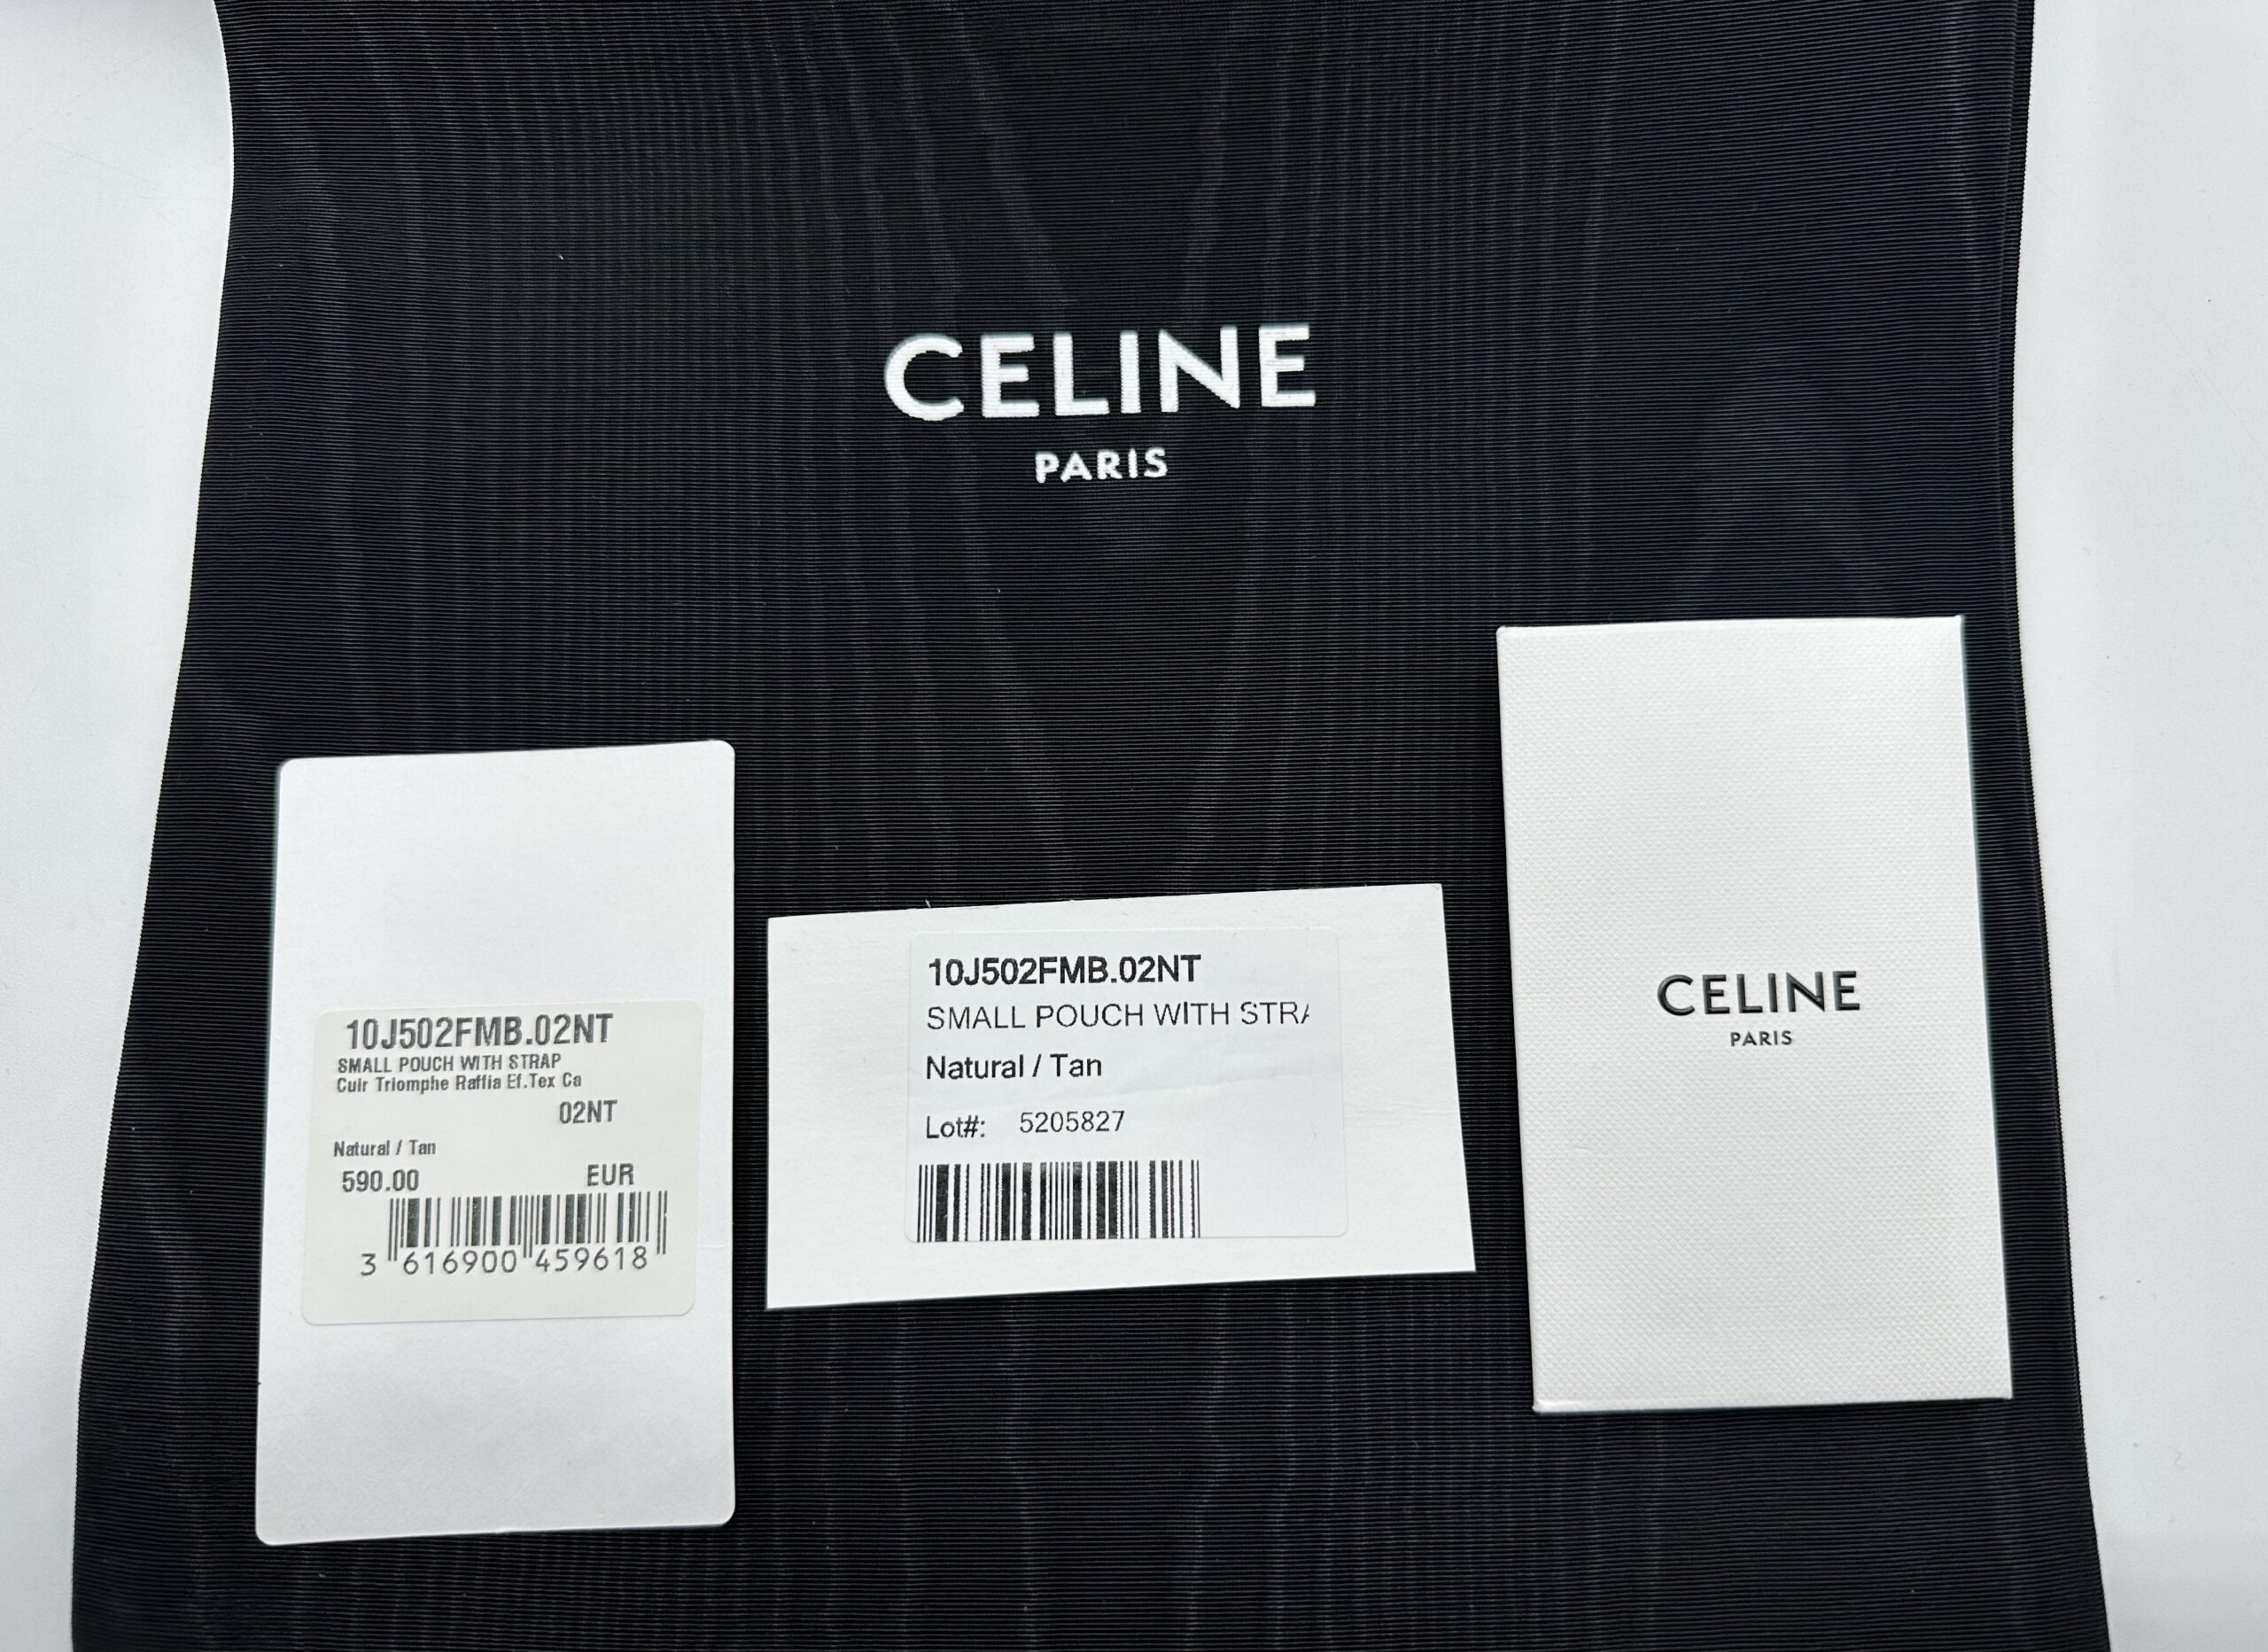 CELINE
PARIS
10J502FMB.02NT
SMALL POUCH WITH STRAP
Cuir Triomphe Raffia Ef.Tex Ca
02NT
Natural / Tan
590.00 EUR
3 616900 459618
10J502FMB.02NT
SMALL POUCH WITH STRA
Natural / Tan
Lot#: 5205827
CELINE
PARIS